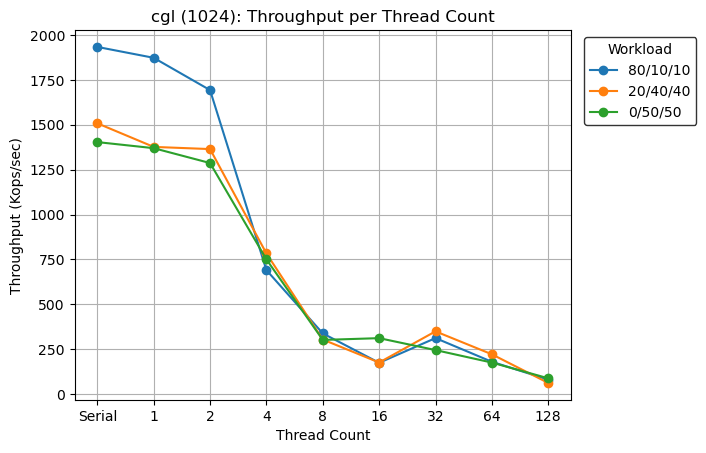 cgl (1024): Throughput per Thread Count
Throughput (Kops/sec)
2000
1750
1500
1250
1000
750
500
250
0
Serial 1 2 4 8 16 32 64 128
Thread Count
Workload
80/10/10
20/40/40
0/50/50